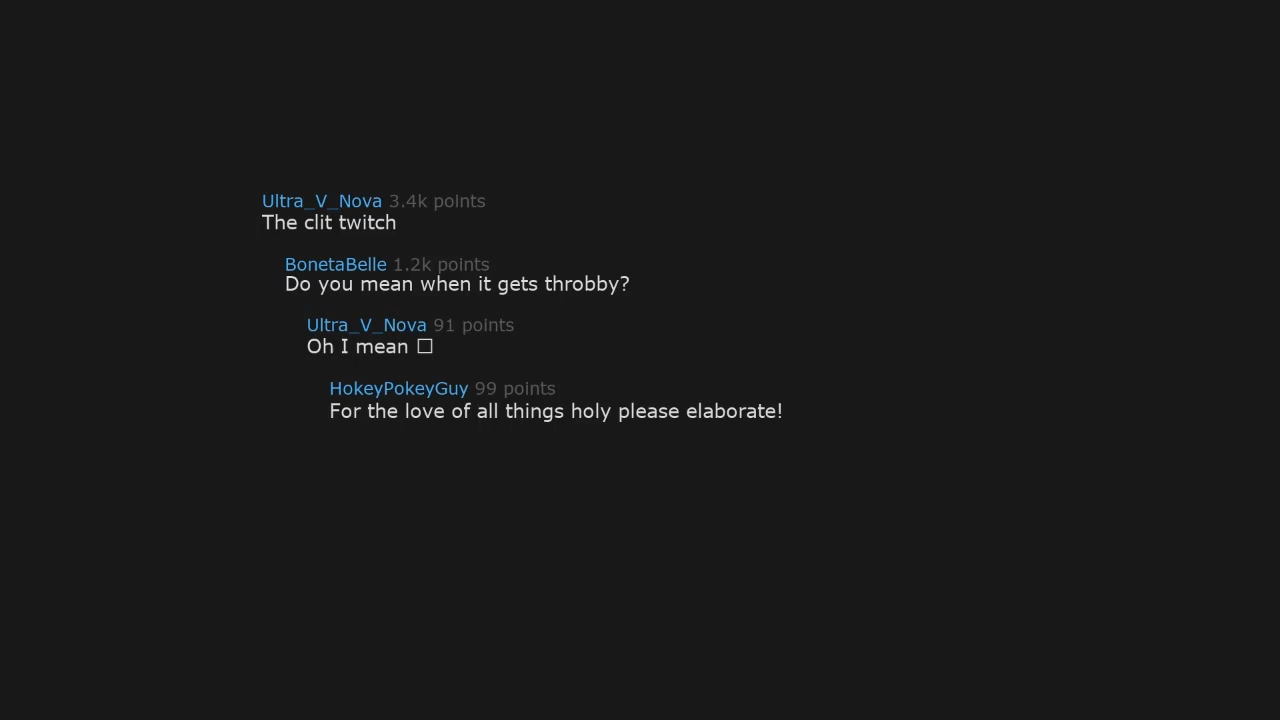 Ultra_V_Nova 3.4k points
The clit twitch
BonetaBelle 1.2k points
Do you mean when it gets throbby?
Ultra_V_Nova 91 points
Oh I mean □
HokeyPokeyGuy 99 points
For the love of all things holy please elaborate!